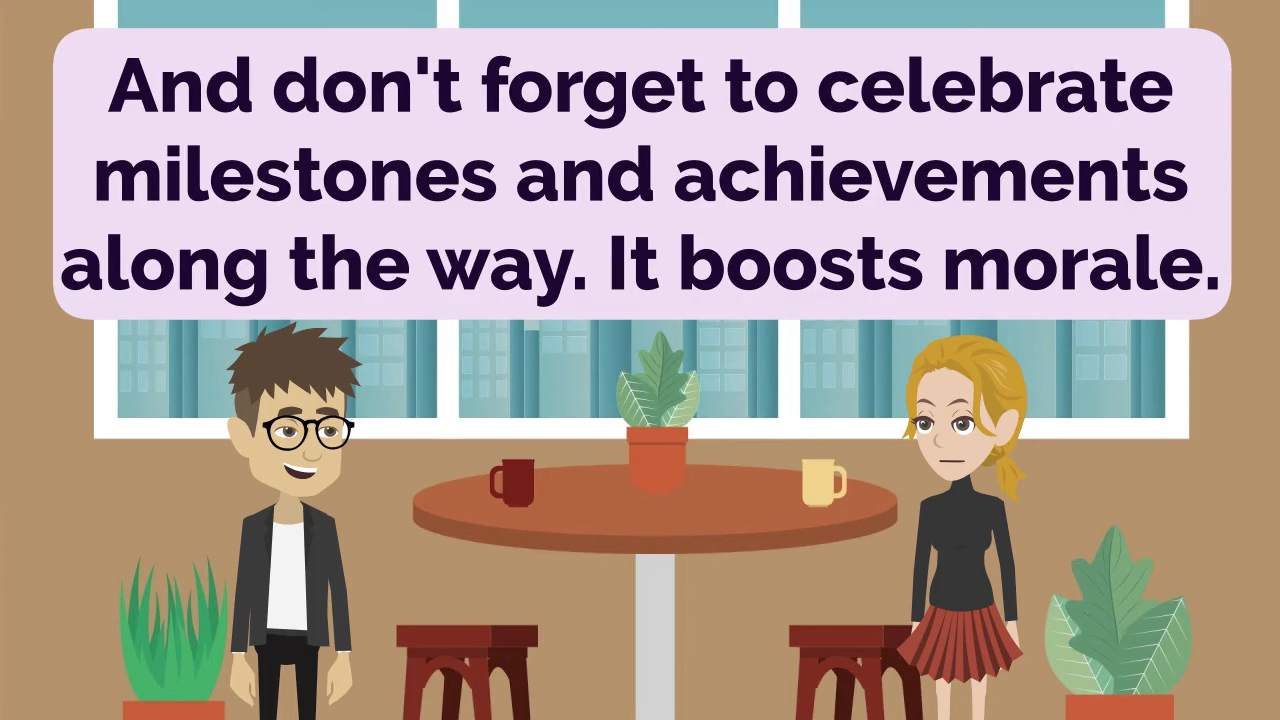 And don't forget to celebrate
milestones and achievements
along the way. It boosts morale.